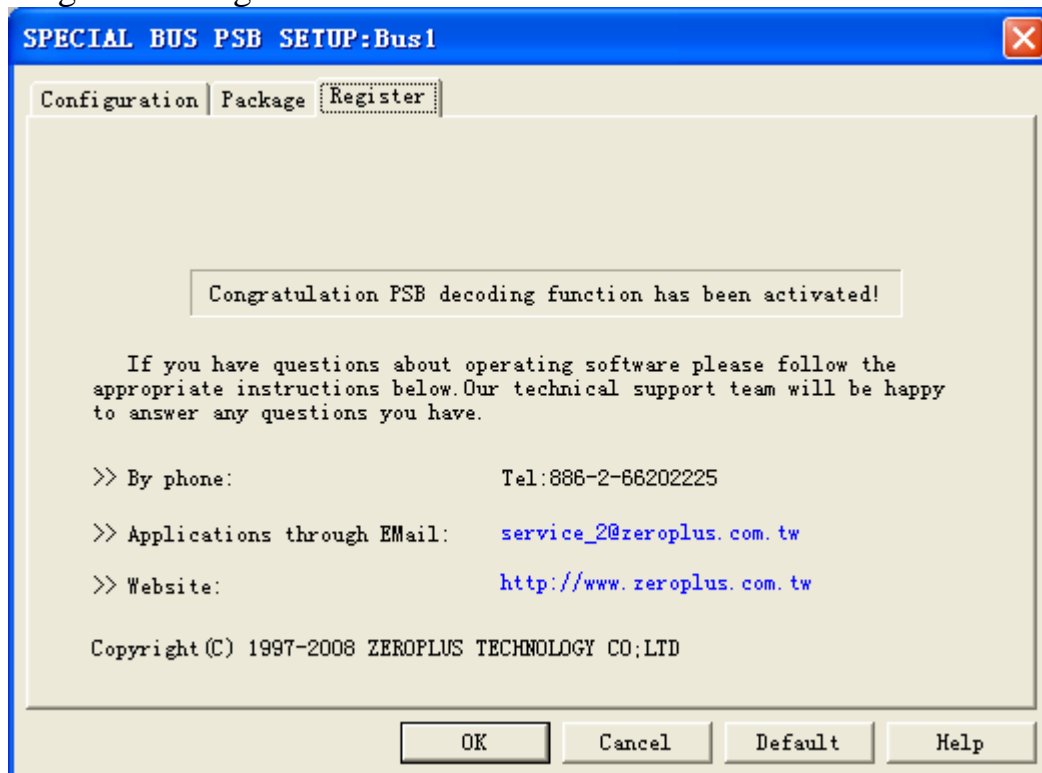 SPECIAL BUS PSB SETUP:Bus1
Configuration Package Register
Congratulation PSB decoding function has been activated!
If you have questions about operating software please follow the
appropriate instructions below.Our technical support team will be happy
to answer any questions you have.
>> By phone: Tel:886-2-66202225
>> Applications through EMail: service_2@zeroplus.com.tw
>> Website: http://www.zeroplus.com.tw
Copyright(C) 1997-2008 ZEROPLUS TECHNOLOGY CO;LTD
OK Cancel Default Help